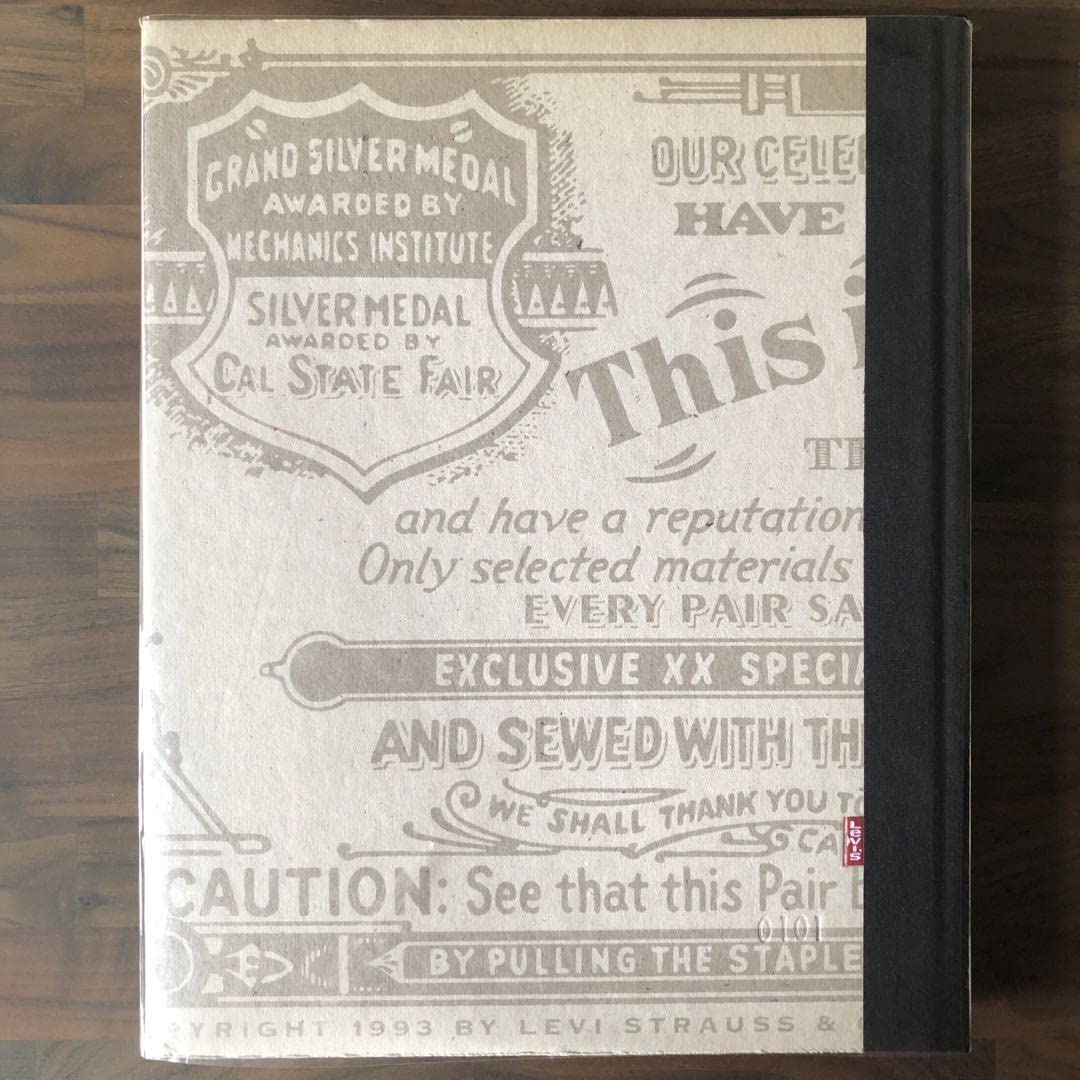 GRAND SILVER MEDAL
AWARDED BY
MECHANICS INSTITUTE
SILVER MEDAL
AWARDED BY
CAL STATE FAIR
OUR CELE
HAVE
This i
TH
and have a reputation
Only selected materials
EVERY PAIR SA
EXCLUSIVE XX SPECIA
AND SEWED WITH TH
WE SHALL THANK YOU TO
CA
Levi's
CAUTION: See that this Pair
0101
BY PULLING THE STAPLE
YRIGHT 1993 BY LEVI STRAUSS &